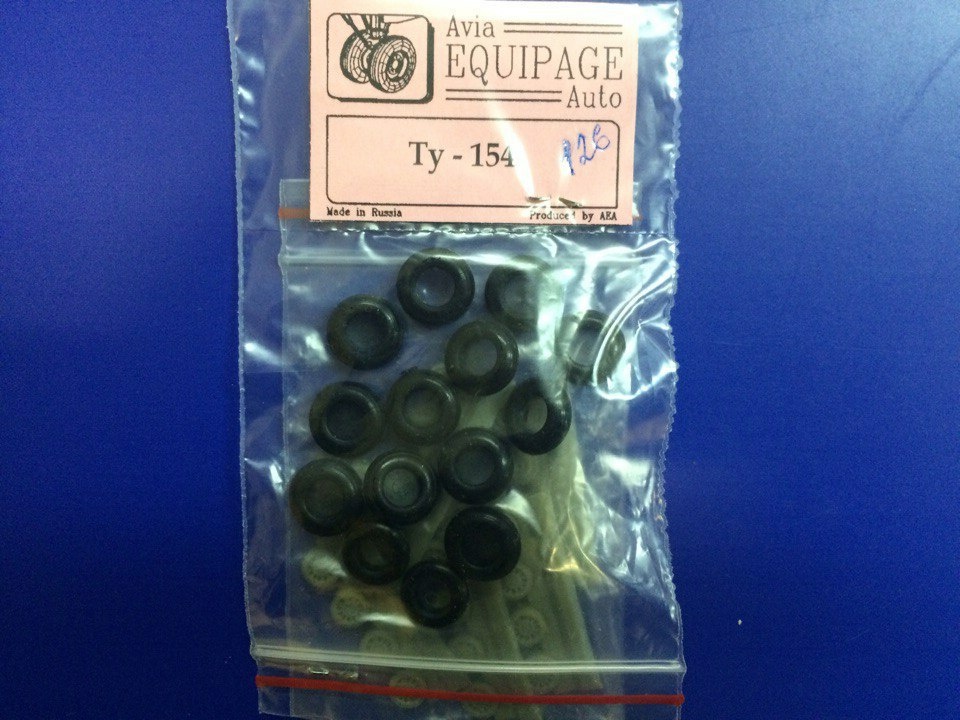 Avia
EQUIPAGE
Auto
Ту - 154
126
Made in Russia
Produced by AEA